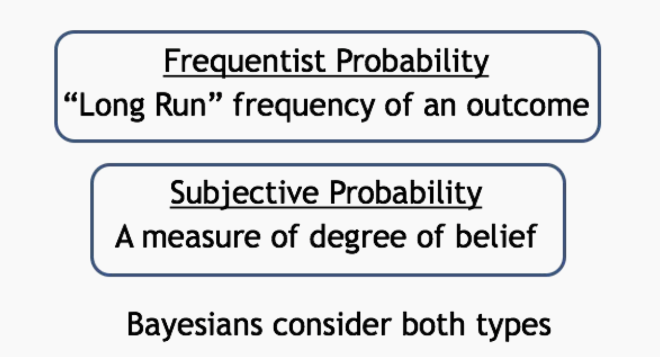 Frequentist Probability
“Long Run” frequency of an outcome
Subjective Probability
A measure of degree of belief
Bayesians consider both types